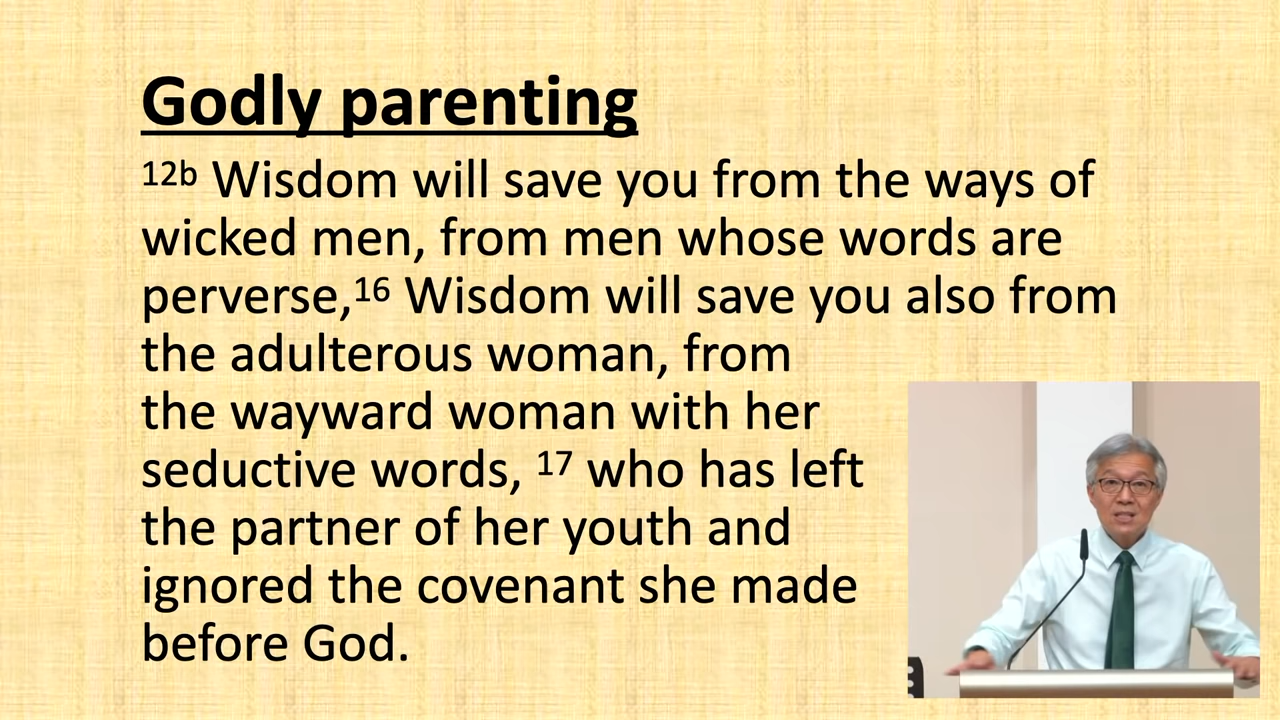 Godly parenting
12b Wisdom will save you from the ways of
wicked men, from men whose words are
perverse,16 Wisdom will save you also from
the adulterous woman, from
the wayward woman with her
seductive words, 17 who has left
the partner of her youth and
ignored the covenant she made
before God.